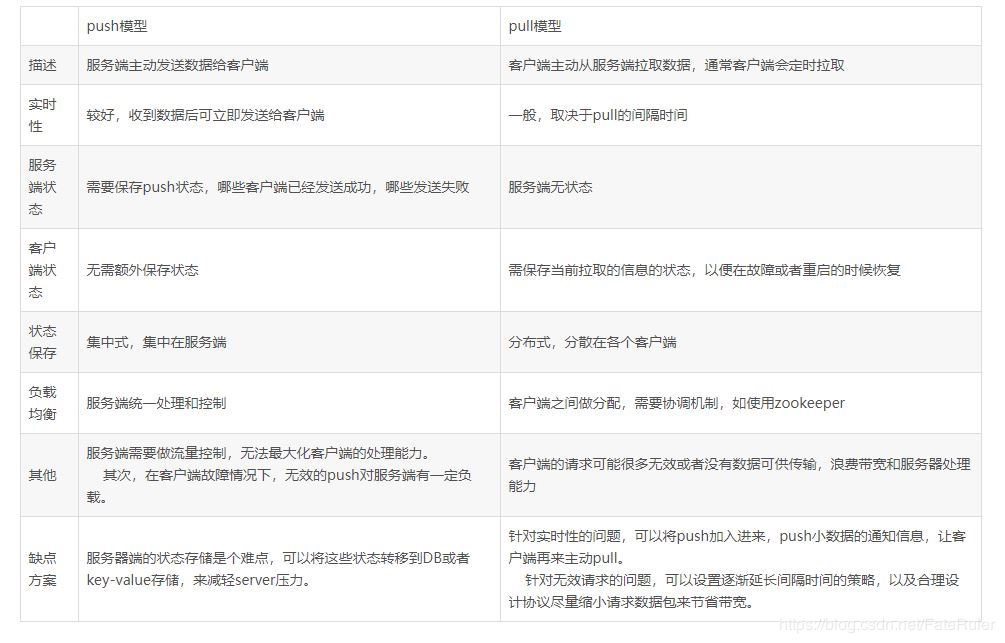 push模型
pull模型
描述
服务端主动发送数据给客户端
客户端主动从服务端拉取数据，通常客户端会定时拉取
实时
性
较好，收到数据后可立即发送给客户端
一般，取决于pull的间隔时间
服务
端状
态
需要保存push状态，哪些客户端已经发送成功，哪些发送失败
服务端无状态
客户
端状
态
无需额外保存状态
需保存当前拉取的信息的状态，以便在故障或者重启的时候恢复
状态
保存
集中式，集中在服务端
分布式，分散在各个客户端
负载
均衡
服务端统一处理和控制
客户端之间做分配，需要协调机制，如使用zookeeper
其他
服务端需要做流量控制，无法最大化客户端的处理能力。
其次，在客户端故障情况下，无效的push对服务端有一定负
载。
客户端的请求可能很多无效或者没有数据可供传输，浪费带宽和服务器处理
能力
缺点
方案
服务器端的状态存储是个难点，可以将这些状态转移到DB或者
key-value存储，来减轻server压力。
针对实时性的问题，可以将push加入进来，push小数据的通知信息，让客
户端再来主动pull。
针对无效请求的问题，可以设置逐渐延长间隔时间的策略，以及合理设
计协议尽量缩小请求数据包来节省带宽。
https://blog.csdn.net/FateRuler